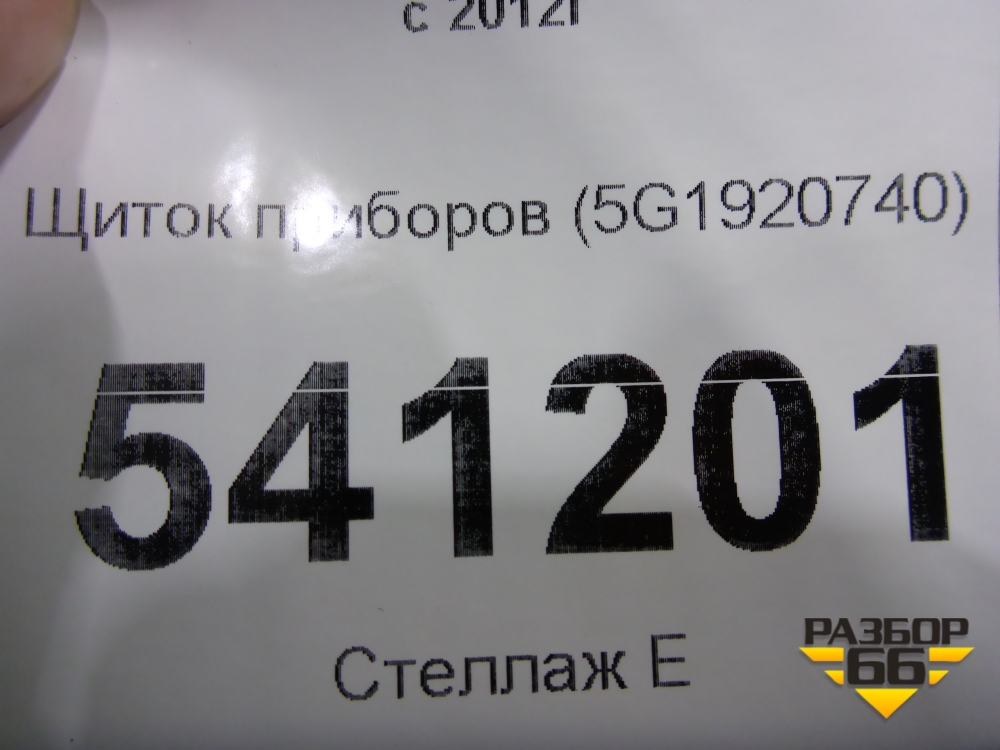 с 2012г
Щиток приборов (5G1920740)
541201
Стеллаж Е
РАЗБОР
66